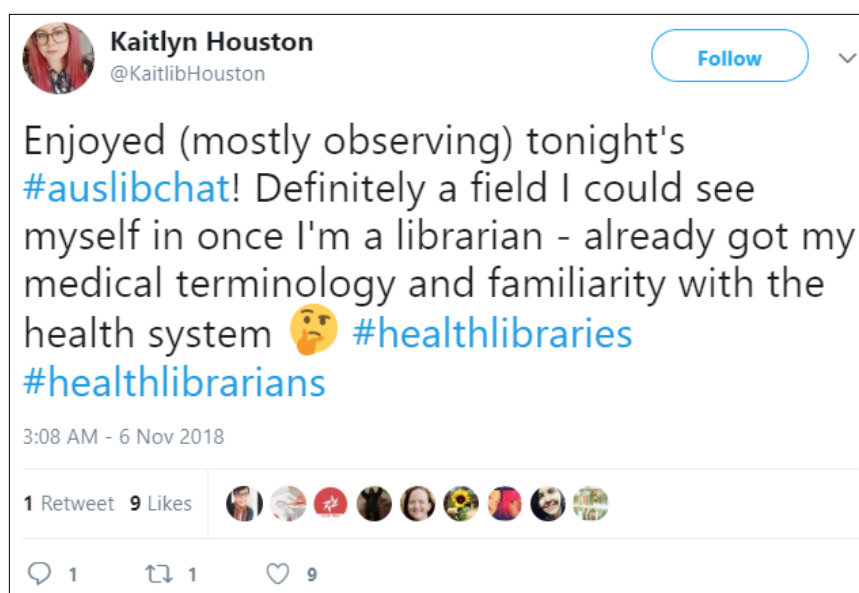 Kaitlyn Houston
@KaitlibHouston
Follow
Enjoyed (mostly observing) tonight's
#auslibchat! Definitely a field I could see
myself in once I'm a librarian - already got my
medical terminology and familiarity with the
health system 🤔 #healthlibraries
#healthlibrarians
3:08 AM - 6 Nov 2018
1 Retweet 9 Likes
1 1 9